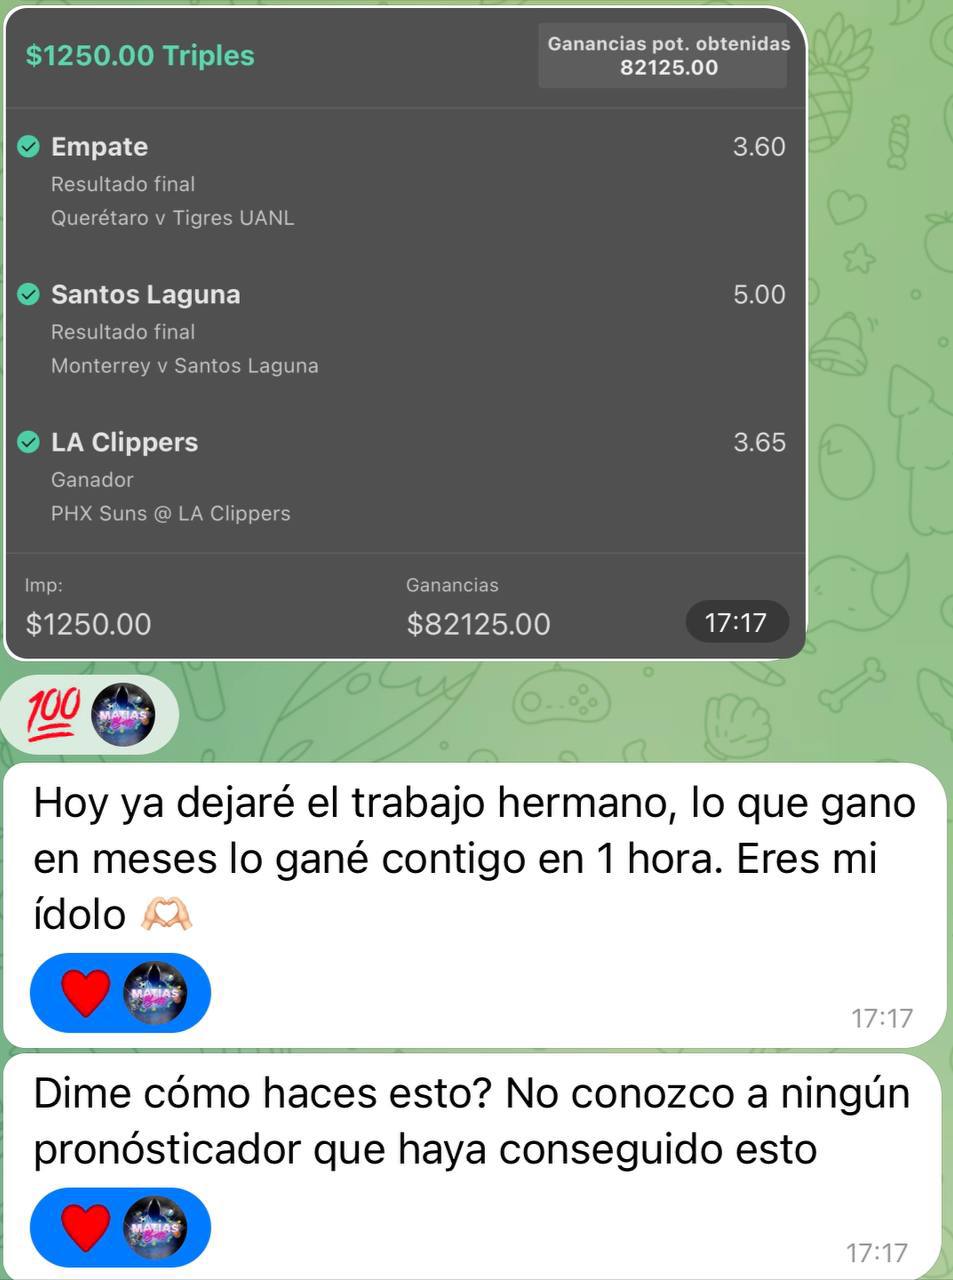 $1250.00 Triples
Ganancias pot. obtenidas
82125.00
Empate 3.60
Resultado final
Querétaro v Tigres UANL
Santos Laguna 5.00
Resultado final
Monterrey v Santos Laguna
LA Clippers 3.65
Ganador
PHX Suns @ LA Clippers
Imp: Ganancias
$1250.00 $82125.00 17:17
💯 MATIAS
Hoy ya dejaré el trabajo hermano, lo que gano
en meses lo gané contigo en 1 hora. Eres mi
ídolo 🫶🏻
❤️ MATIAS
17:17
Dime cómo haces esto? No conozco a ningún
pronósticador que haya conseguido esto
❤️ MATIAS
17:17